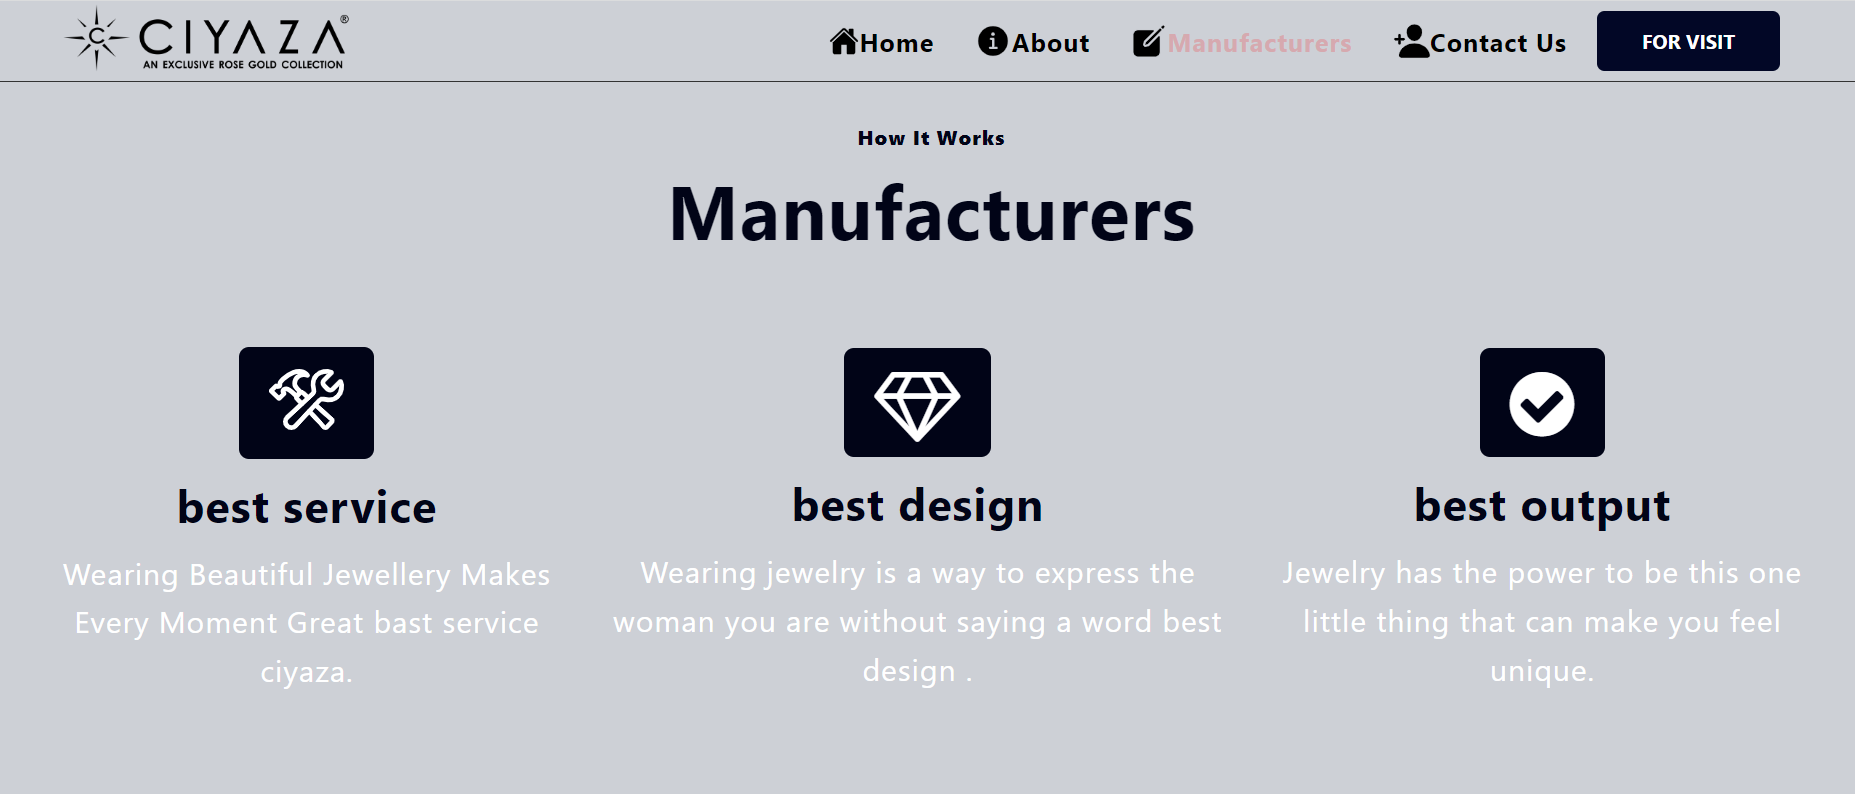 C CIYAZA®
AN EXCLUSIVE ROSE GOLD COLLECTION
Home About Manufacturers Contact Us FOR VISIT
How It Works
Manufacturers
best service
Wearing Beautiful Jewellery Makes
Every Moment Great bast service
ciyaza.
best design
Wearing jewelry is a way to express the
woman you are without saying a word best
design .
best output
Jewelry has the power to be this one
little thing that can make you feel
unique.